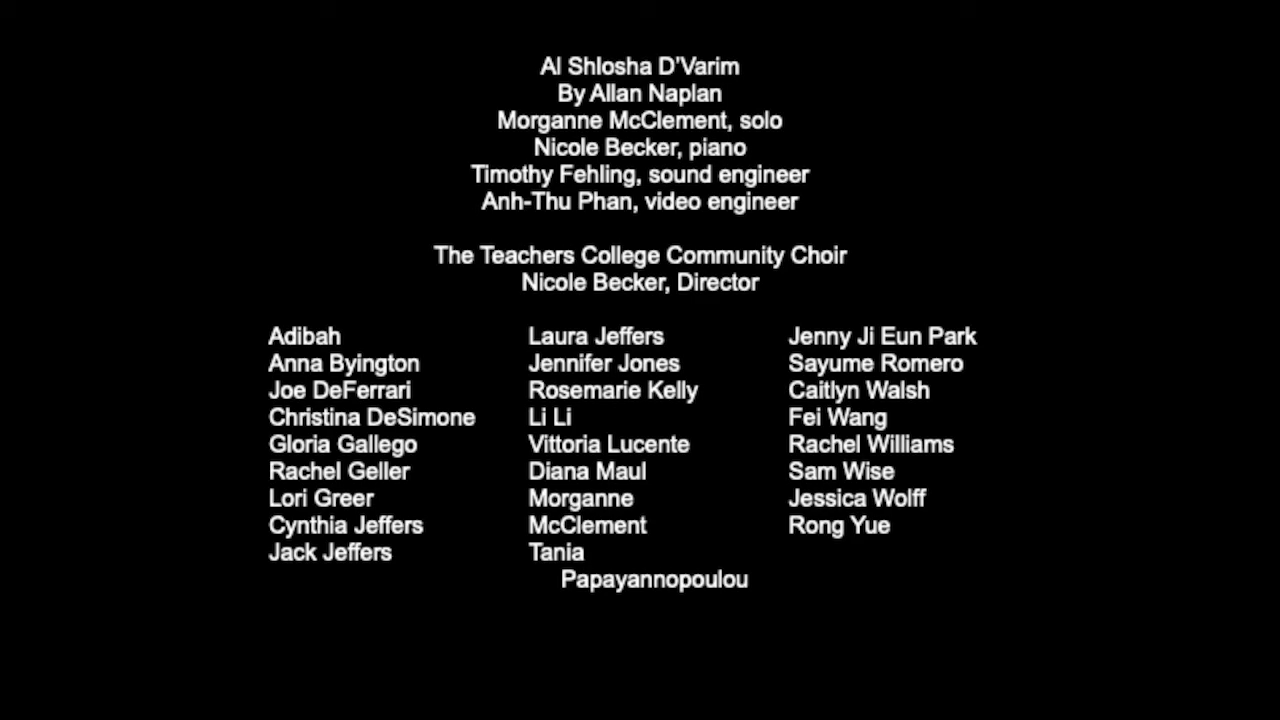 Al Shlosha D'Varim
By Allan Naplan
Morganne McClement, solo
Nicole Becker, piano
Timothy Fehling, sound engineer
Anh-Thu Phan, video engineer
The Teachers College Community Choir
Nicole Becker, Director
Adibah
Anna Byington
Joe DeFerrari
Christina DeSimone
Gloria Gallego
Rachel Geller
Lori Greer
Cynthia Jeffers
Jack Jeffers
Laura Jeffers
Jennifer Jones
Rosemarie Kelly
Li Li
Vittoria Lucente
Diana Maul
Morganne
McClement
Tania
Papayannopoulou
Jenny Ji Eun Park
Sayume Romero
Caitlyn Walsh
Fei Wang
Rachel Williams
Sam Wise
Jessica Wolff
Rong Yue